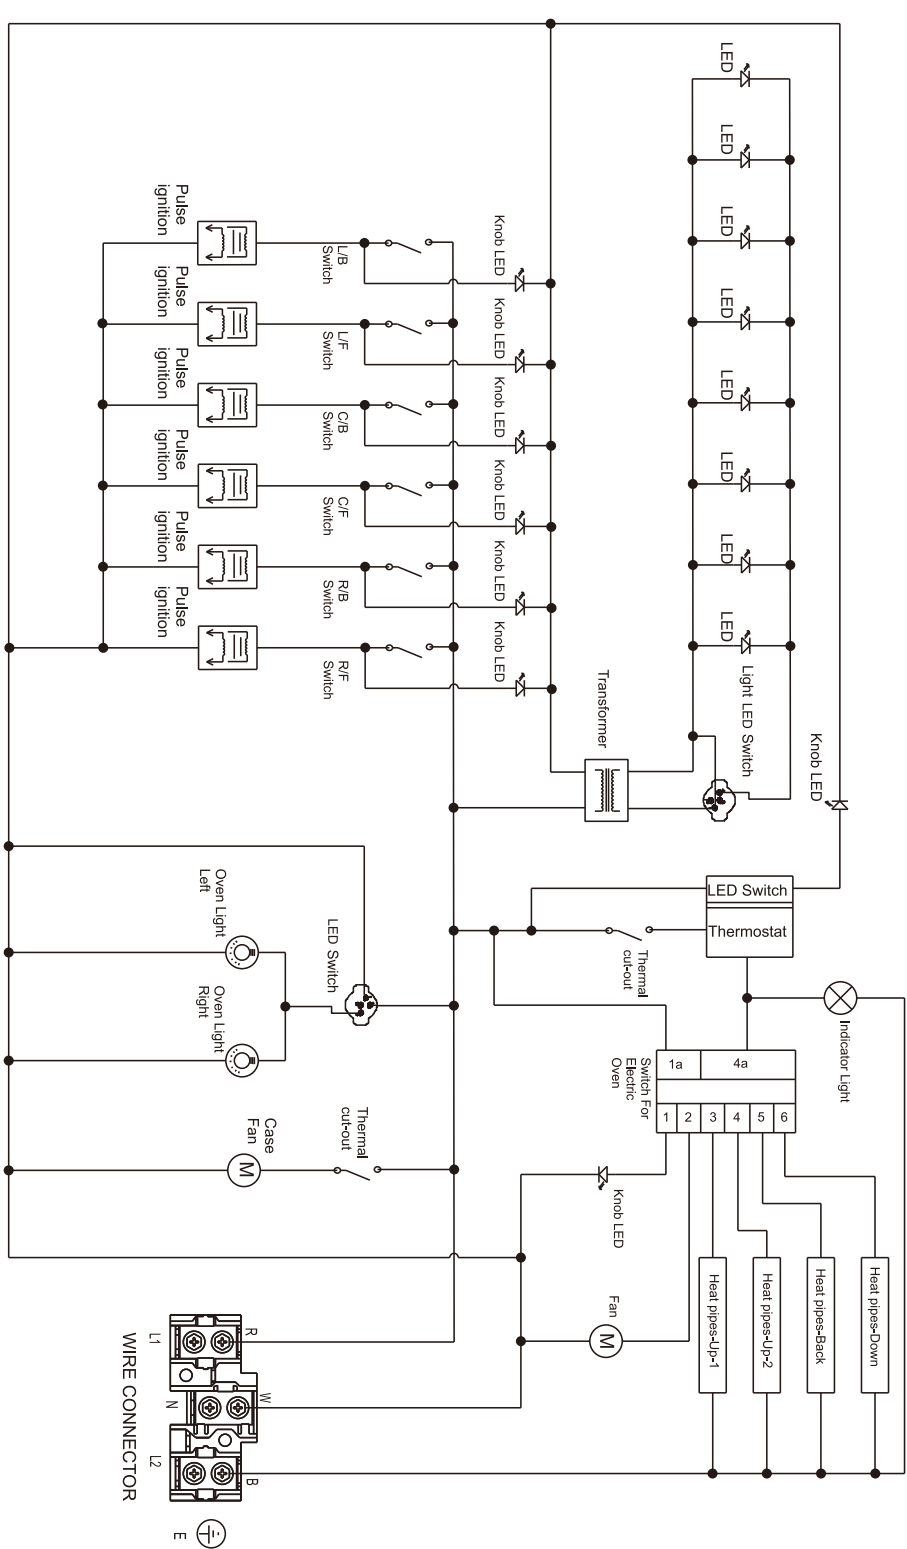 LED
LED
LED
LED
LED
LED
LED
LED
Knob LED
Knob LED
Knob LED
Knob LED
Knob LED
Knob LED
Pulse
ignition
Pulse
ignition
Pulse
ignition
Pulse
ignition
Pulse
ignition
Pulse
ignition
L/B
Switch
L/F
Switch
C/B
Switch
C/F
Switch
R/B
Switch
R/F
Switch
Transformer
Light LED Switch
Knob LED
LED Switch
Thermostat
Thermal
cut-out
Oven Light
Left
LED Switch
Oven Light
Right
Indicator Light
1a
4a
Switch For
Electric
Oven
1
2
3
4
5
6
Thermal
cut-out
Case
Fan
M
Knob LED
Fan
M
Heat pipes-Up-1
Heat pipes-Up-2
Heat pipes-Back
Heat pipes-Down
R
L1
W
N
B
L2
WIRE CONNECTOR
E